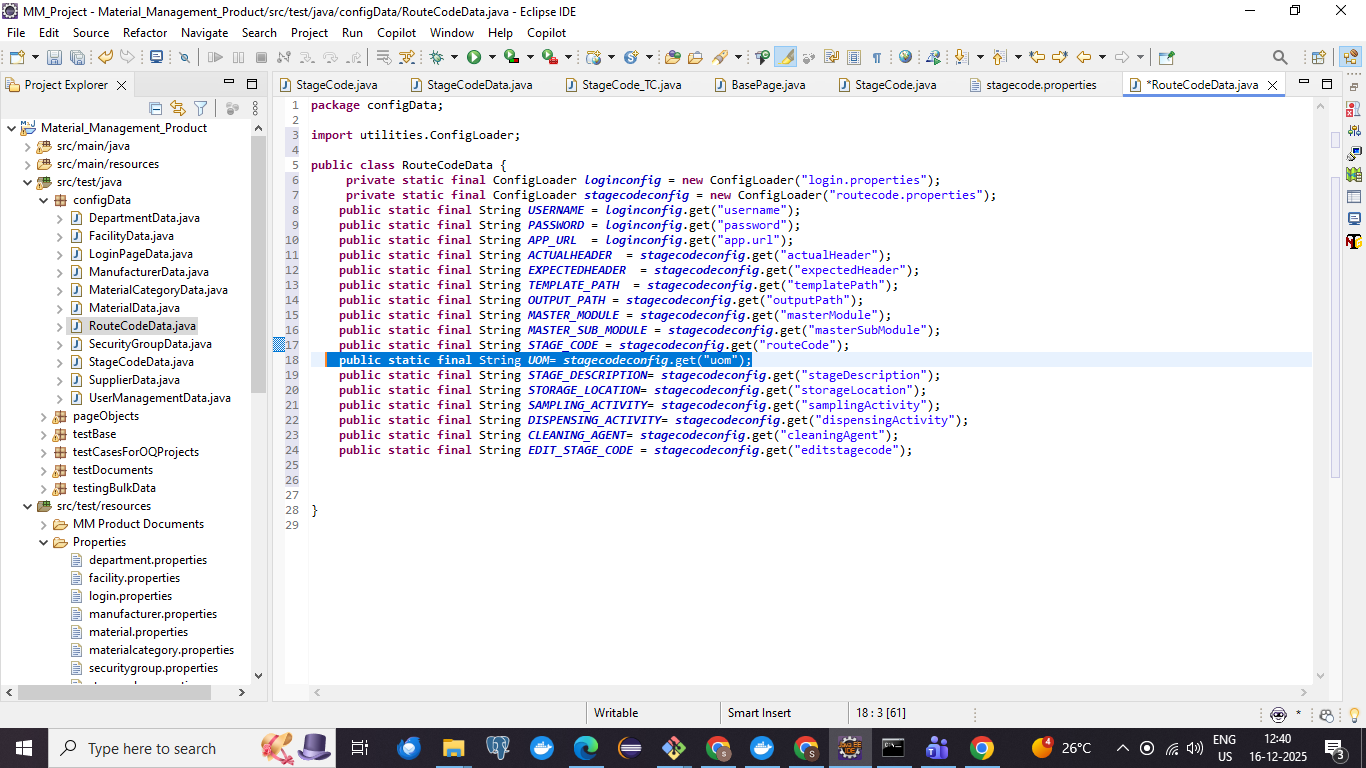 MM_Project - Material_Management_Product/src/test/java/configData/RouteCodeData.java - Eclipse IDE
File Edit Source Refactor Navigate Search Project Run Copilot Window Help Copilot
Project Explorer
StageCode.java StageCodeData.java StageCode_TC.java BasePage.java StageCode.java stagecode.properties *RouteCodeData.java
Material_Management_Product
src/main/java
src/main/resources
src/test/java
configData
DepartmentData.java
FacilityData.java
LoginPageData.java
ManufacturerData.java
MaterialCategoryData.java
MaterialData.java
RouteCodeData.java
SecurityGroupData.java
StageCodeData.java
SupplierData.java
UserManagementData.java
pageObjects
testBase
testCasesForOQProjects
testDocuments
testingBulkData
src/test/resources
MM Product Documents
Properties
department.properties
facility.properties
login.properties
manufacturer.properties
material.properties
materialcategory.properties
securitygroup.properties
1 package configData;
2
3 import utilities.ConfigLoader;
4
5 public class RouteCodeData {
6 private static final ConfigLoader loginconfig = new ConfigLoader("login.properties");
7 private static final ConfigLoader stagecodeconfig = new ConfigLoader("routecode.properties");
8 public static final String USERNAME = loginconfig.get("username");
9 public static final String PASSWORD = loginconfig.get("password");
10 public static final String APP_URL  = loginconfig.get("app.url");
11 public static final String ACTUALHEADER  = stagecodeconfig.get("actualHeader");
12 public static final String EXPECTEDHEADER  = stagecodeconfig.get("expectedHeader");
13 public static final String TEMPLATE_PATH  = stagecodeconfig.get("templatePath");
14 public static final String OUTPUT_PATH = stagecodeconfig.get("outputPath");
15 public static final String MASTER_MODULE = stagecodeconfig.get("masterModule");
16 public static final String MASTER_SUB_MODULE = stagecodeconfig.get("masterSubModule");
17 public static final String STAGE_CODE = stagecodeconfig.get("routeCode");
18 public static final String UOM= stagecodeconfig.get("uom");
19 public static final String STAGE_DESCRIPTION= stagecodeconfig.get("stageDescription");
20 public static final String STORAGE_LOCATION= stagecodeconfig.get("storageLocation");
21 public static final String SAMPLING_ACTIVITY= stagecodeconfig.get("samplingActivity");
22 public static final String DISPENSING_ACTIVITY= stagecodeconfig.get("dispensingActivity");
23 public static final String CLEANING_AGENT= stagecodeconfig.get("cleaningAgent");
24 public static final String EDIT_STAGE_CODE = stagecodeconfig.get("editstagecode");
25
26
27
28 }
29
Writable Smart Insert 18 : 3 [61]
Type here to search
4 26°C ENG US 12:40 16-12-2025 3